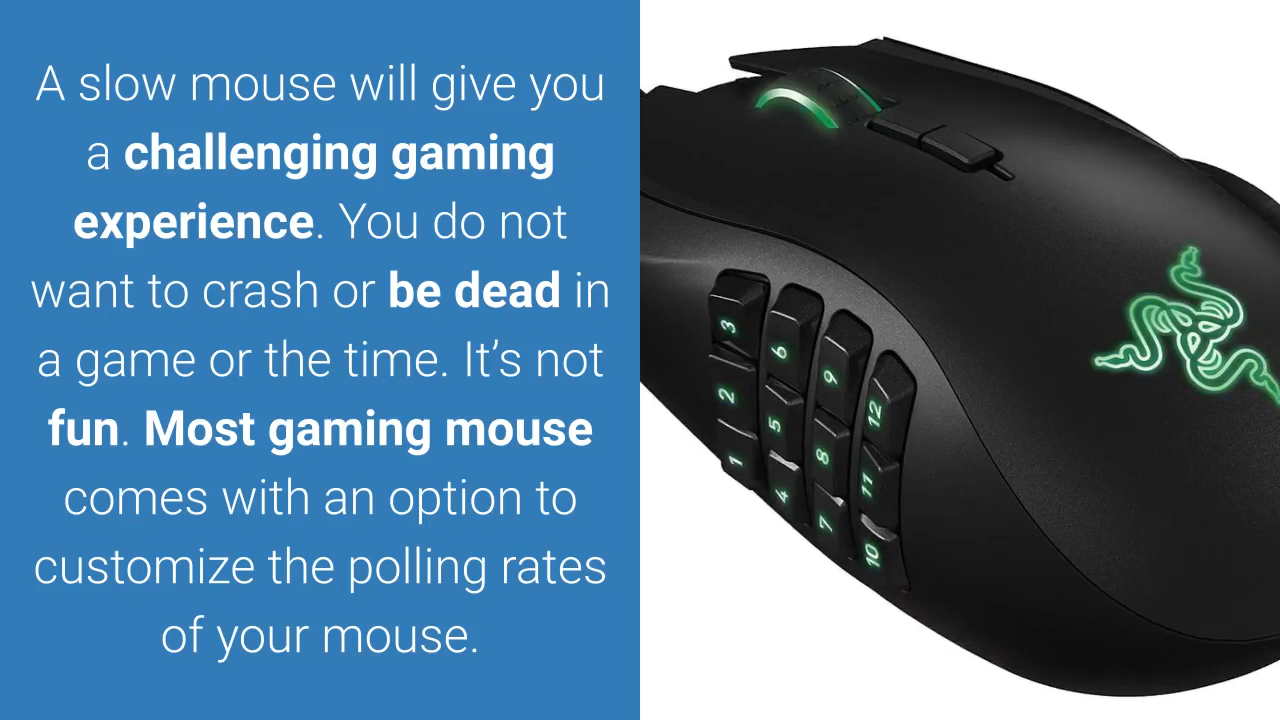 A slow mouse will give you
a challenging gaming
experience. You do not
want to crash or be dead in
a game or the time. It’s not
fun. Most gaming mouse
comes with an option to
customize the polling rates
of your mouse.
3
6
9
12
2
5
8
11
1
4
7
10